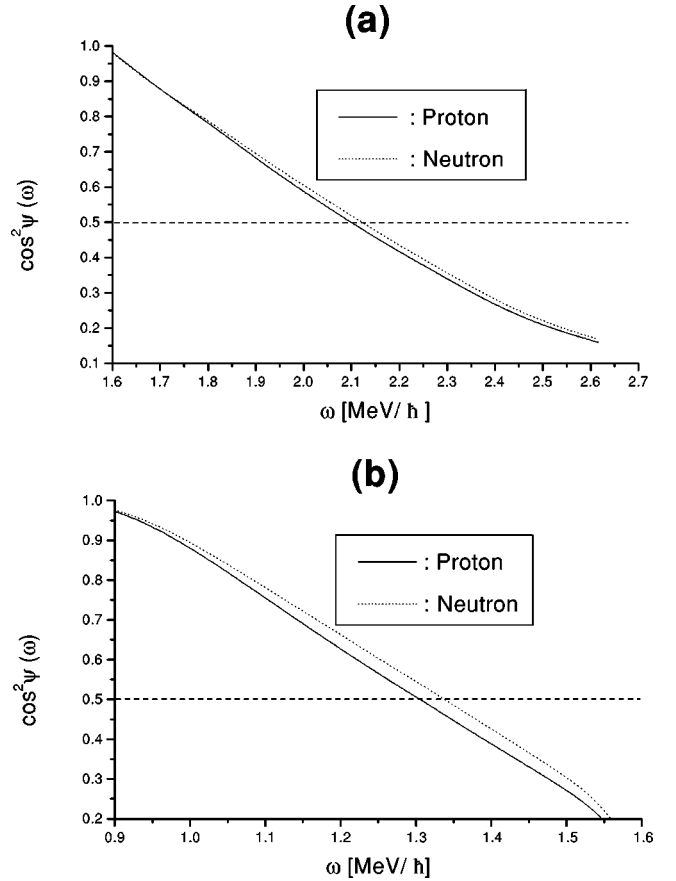 (a)
1.0
0.9
0.8
0.7
0.6
0.5
0.4
0.3
0.2
0.1
cos²ψ (ω)
: Proton
: Neutron
1.6 1.7 1.8 1.9 2.0 2.1 2.2 2.3 2.4 2.5 2.6 2.7
ω [MeV/ ħ ]
(b)
1.0
0.9
0.8
0.7
0.6
0.5
0.4
0.3
0.2
cos²ψ (ω)
: Proton
: Neutron
0.9 1.0 1.1 1.2 1.3 1.4 1.5 1.6
ω [MeV/ ħ ]